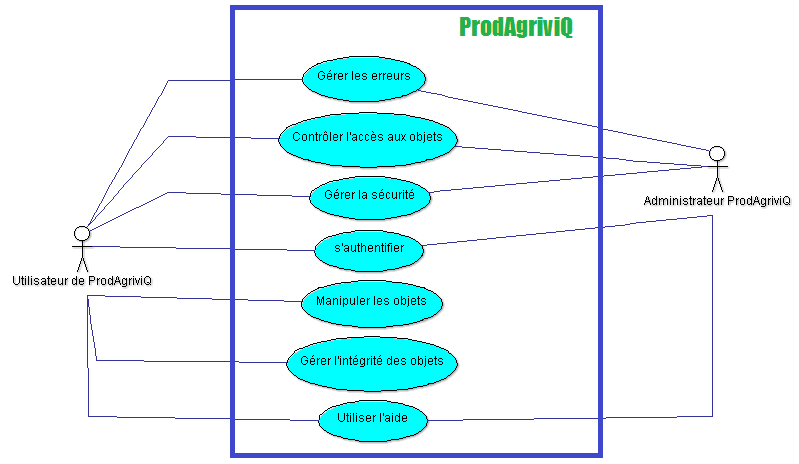 ProdAgriviQ
Gérer les erreurs
Contrôler l'accès aux objets
Gérer la sécurité
Administrateur ProdAgriviQ
s'authentifier
Utilisateur de ProdAgriviQ
Manipuler les objets
Gérer l'intégrité des objets
Utiliser l'aide